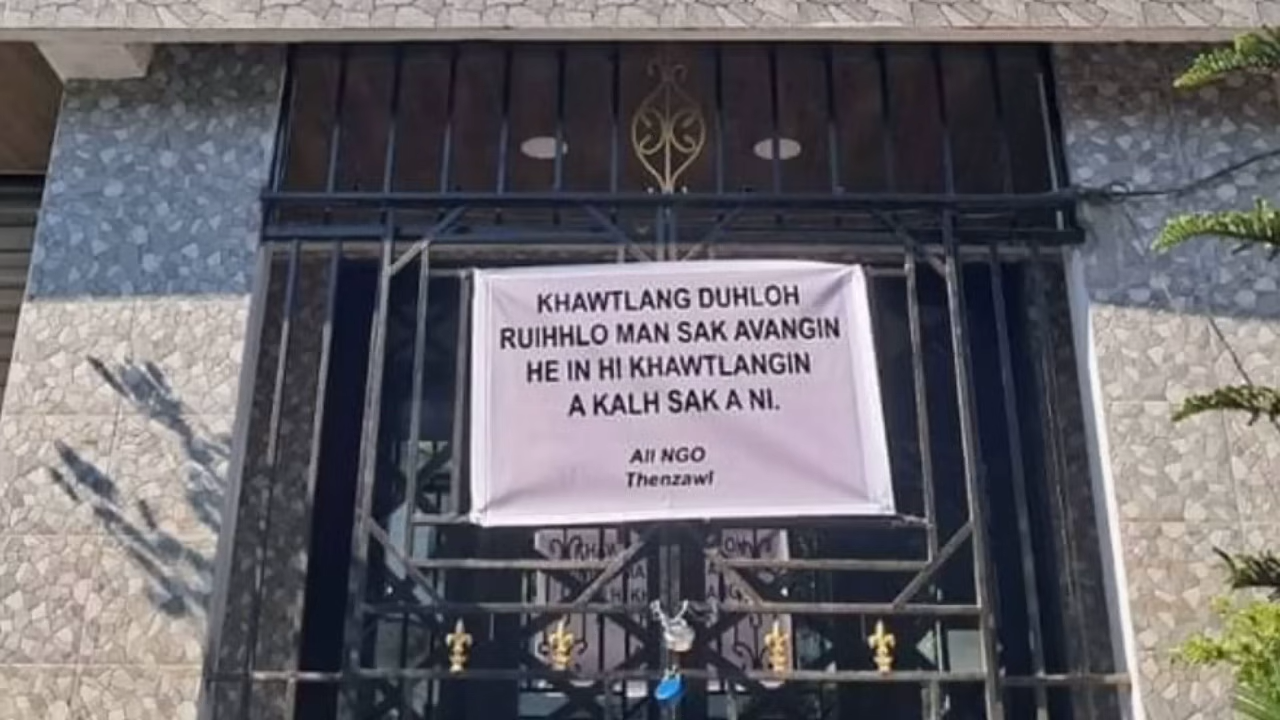 KHAWTLANG DUHLOH
RUIHHLO MAN SAK AVANGIN
HE IN HI KHAWTLANGIN
A KALH SAK A NI.
All NGO
Thenzawl